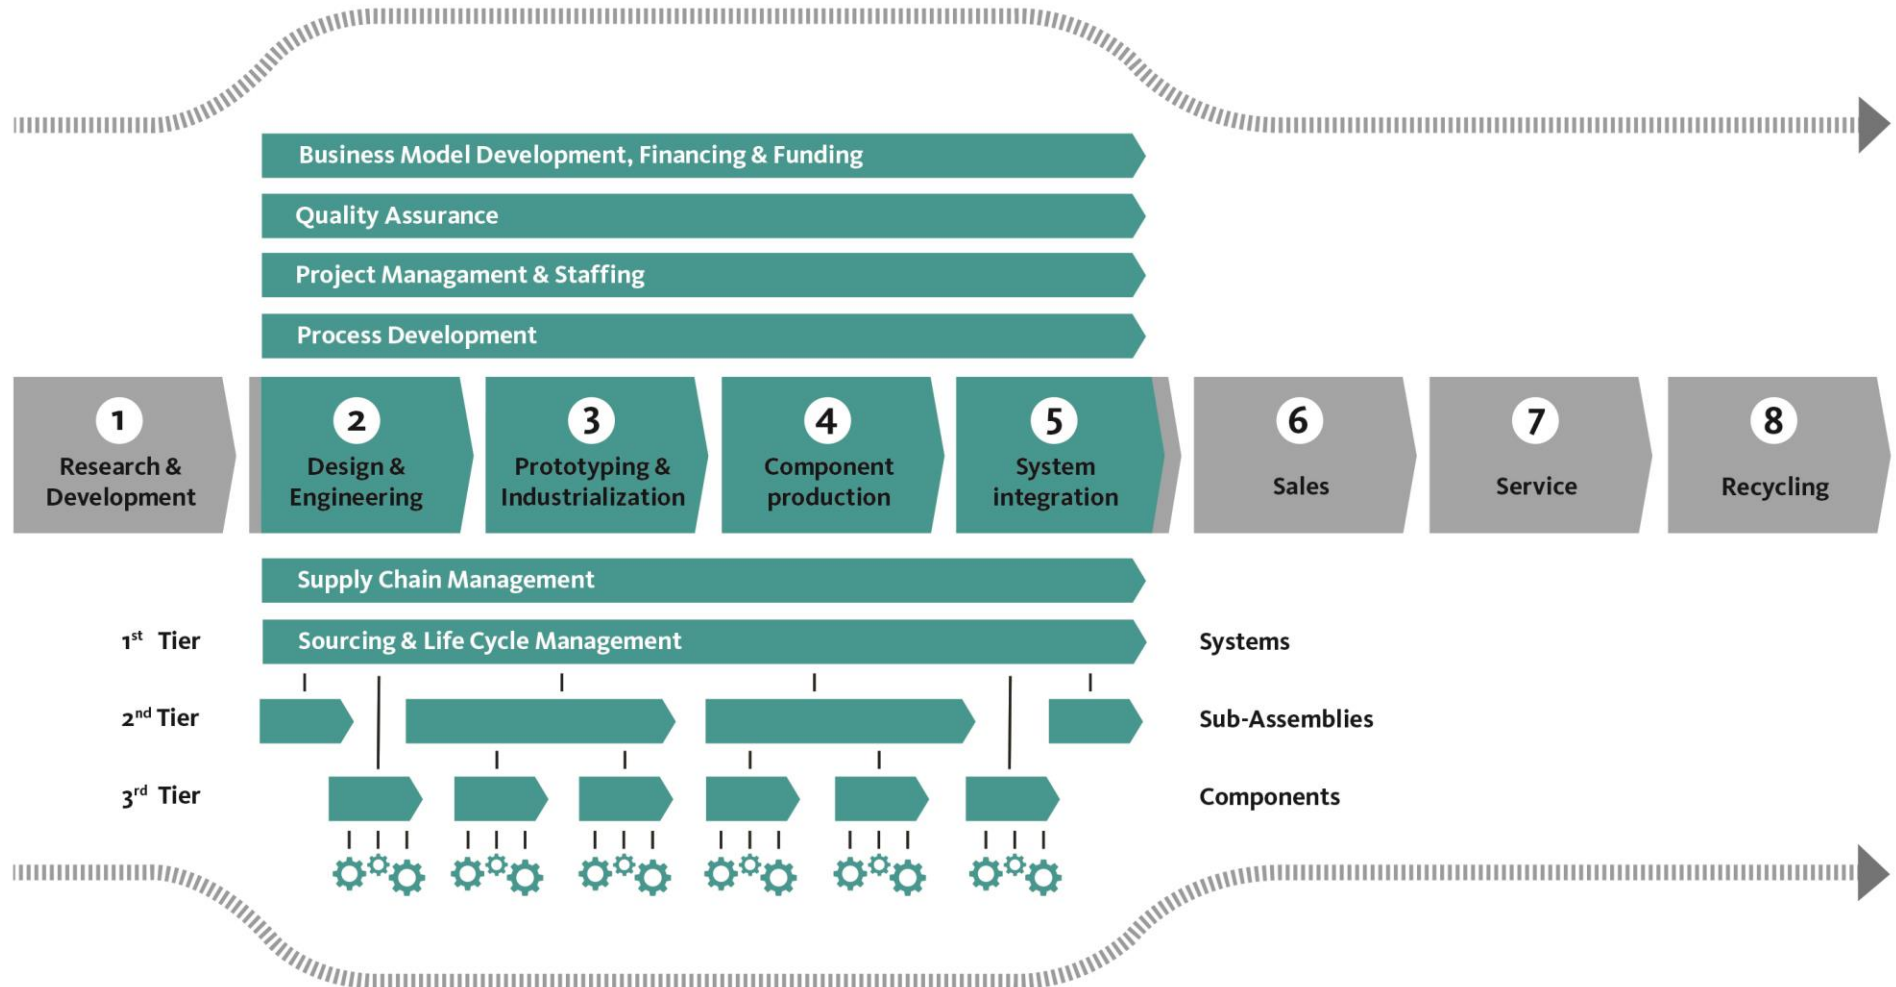 Business Model Development, Financing & Funding
Quality Assurance
Project Managament & Staffing
Process Development
1
Research &
Development
2
Design &
Engineering
3
Prototyping &
Industrialization
4
Component
production
5
System
integration
6
Sales
7
Service
8
Recycling
Supply Chain Management
1st Tier
Sourcing & Life Cycle Management
Systems
2nd Tier
Sub-Assemblies
3rd Tier
Components